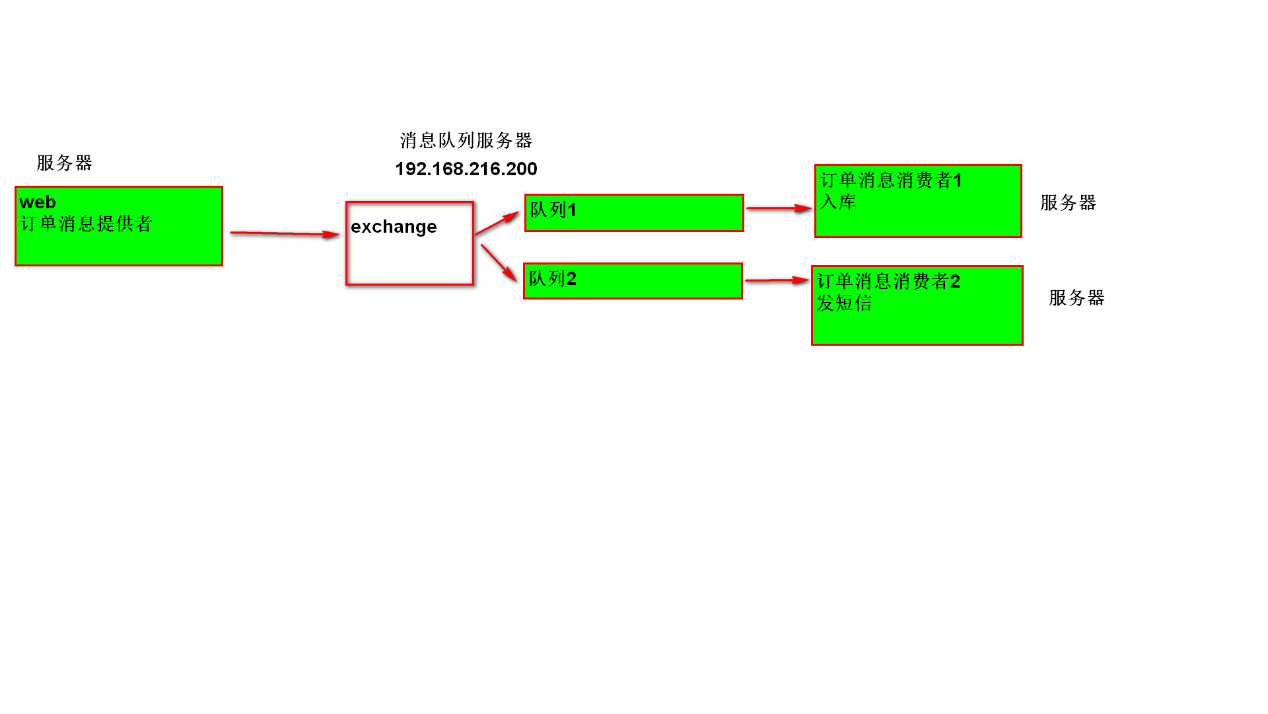 服务器
web
订单消息提供者
消息队列服务器
192.168.216.200
exchange
队列1
队列2
订单消息消费者1
入库
服务器
订单消息消费者2
发短信
服务器